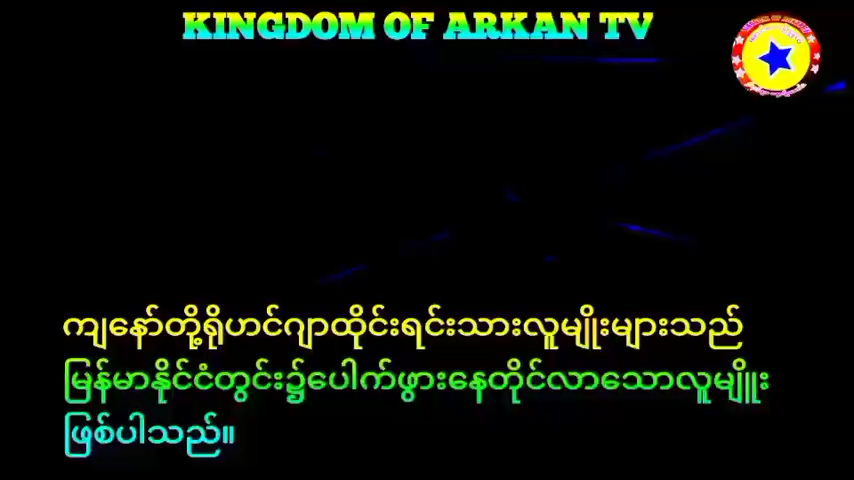 KINGDOM OF ARKAN TV
ကျနော်တို့ရိုဟင်ဂျာထိုင်းရင်းသားလူမျိုးများသည်
မြန်မာနိုင်ငံတွင်း၌ပေါက်ဖွားနေတိုင်လာသောလူမျိူး
ဖြစ်ပါသည်။